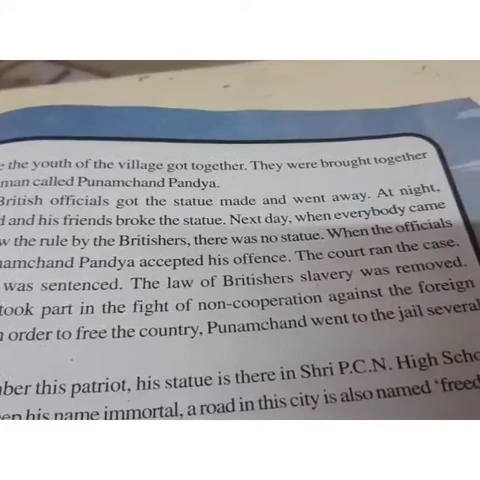 the youth of the village got together. They were brought together
man called Punamchand Pandya.
British officials got the statue made and went away. At night,
and his friends broke the statue. Next day, when everybody came
the rule by the Britishers, there was no statue. When the officials
namchand Pandya accepted his offence. The court ran the case.
was sentenced. The law of Britishers slavery was removed.
took part in the fight of non-cooperation against the foreign
n order to free the country, Punamchand went to the jail several
ber this patriot, his statue is there in Shri P.C.N. High Scho
en his name immortal, a road in this city is also named 'freed